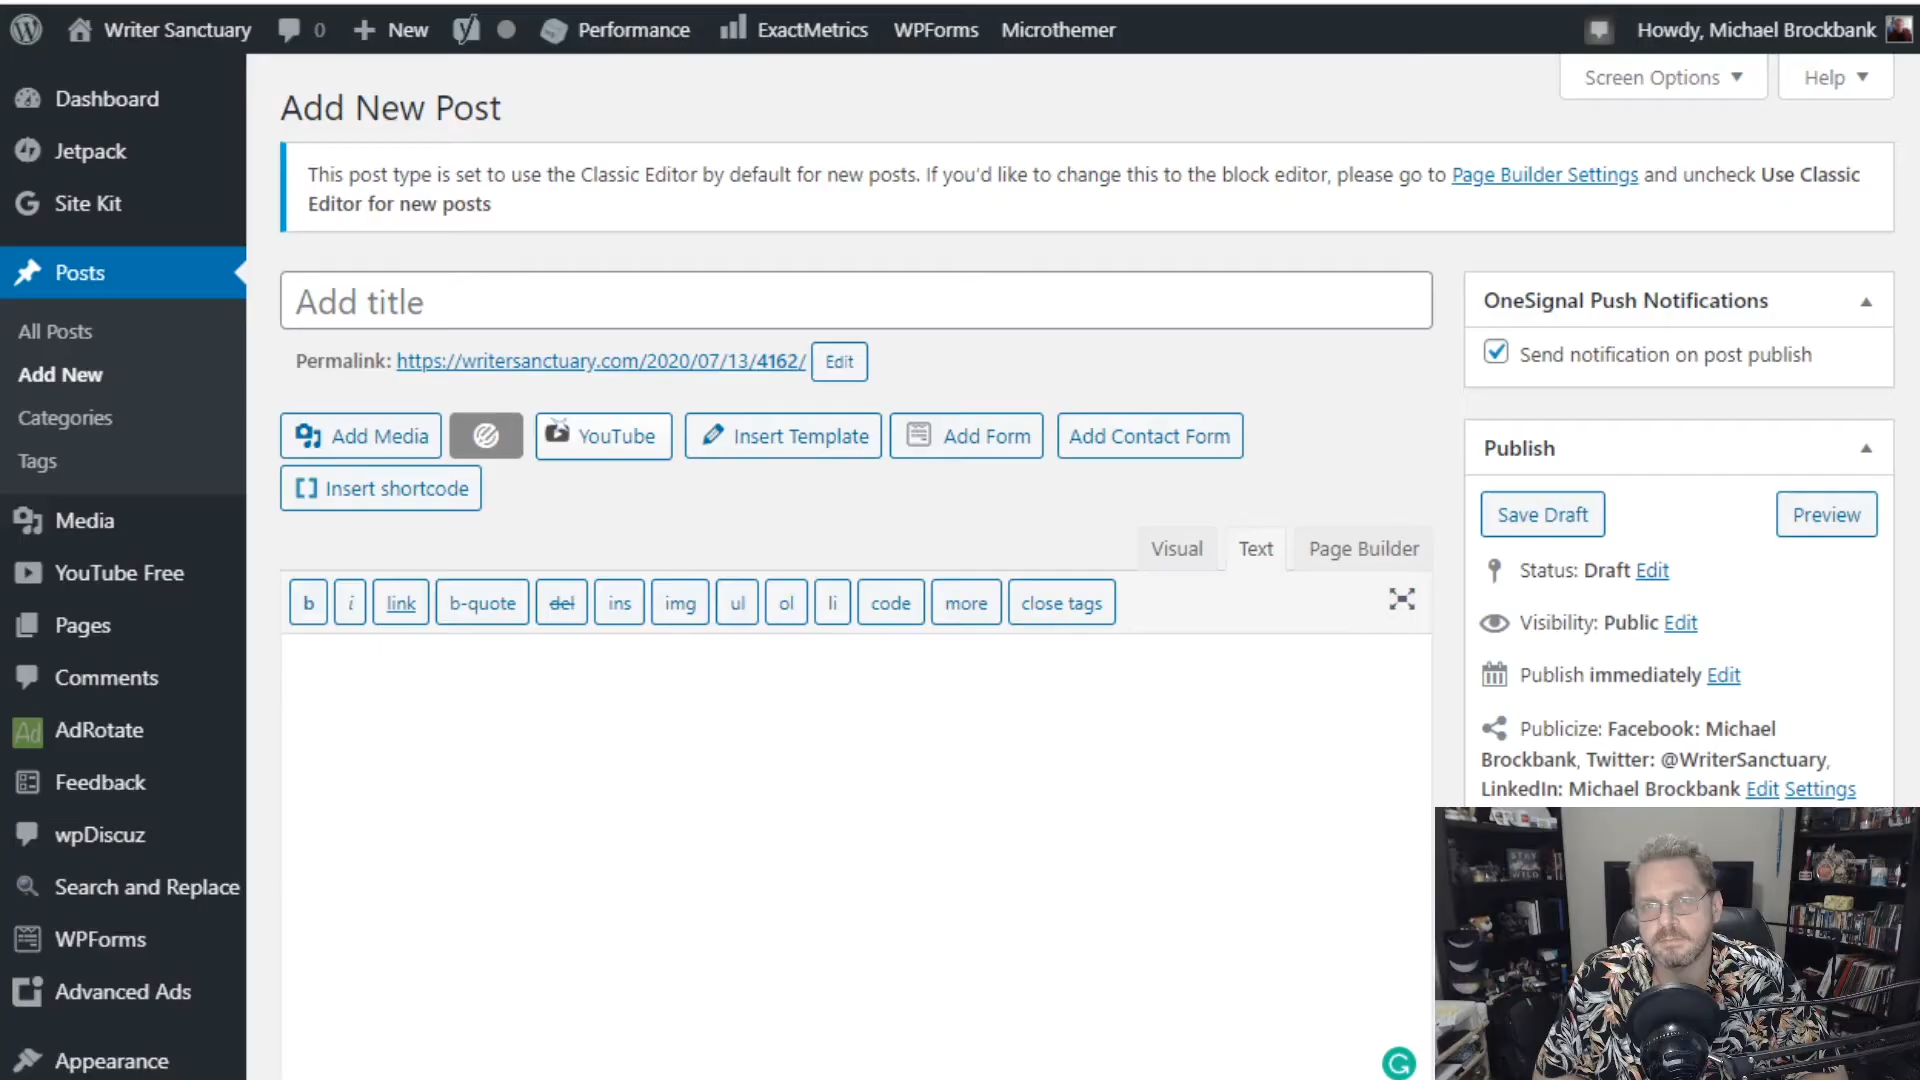 Writer Sanctuary 0 New Performance ExactMetrics WPForms Microthemer Howdy, Michael Brockbank
Screen Options Help
Dashboard
Jetpack
Site Kit
Posts
All Posts
Add New
Categories
Tags
Media
YouTube Free
Pages
Comments
Ad AdRotate
Feedback
wpDiscuz
Search and Replace
WPForms
Advanced Ads
Appearance
Add New Post
This post type is set to use the Classic Editor by default for new posts. If you'd like to change this to the block editor, please go to Page Builder Settings and uncheck Use Classic
Editor for new posts
Add title
Permalink: https://writersanctuary.com/2020/07/13/4162/ Edit
Add Media YouTube Insert Template Add Form Add Contact Form
Insert shortcode
Visual Text Page Builder
b i link b-quote del ins img ul ol li code more close tags
OneSignal Push Notifications
Send notification on post publish
Publish
Save Draft Preview
Status: Draft Edit
Visibility: Public Edit
Publish immediately Edit
Publicize: Facebook: Michael
Brockbank, Twitter: @WriterSanctuary,
LinkedIn: Michael Brockbank Edit Settings
STAY
WILD